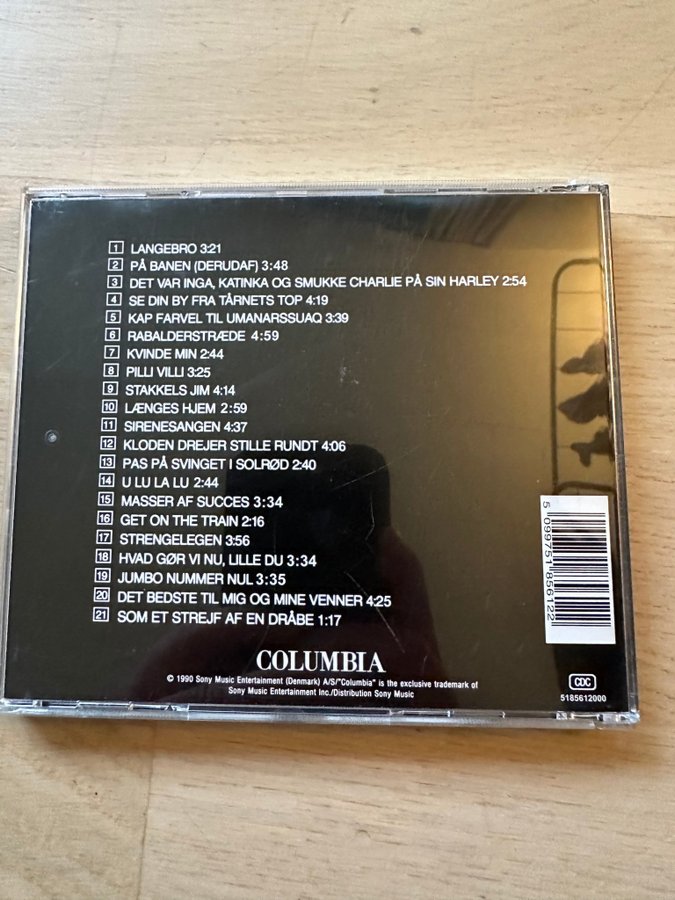 1 LANGEBRO 3:21
2 PÅ BANEN (DERUDAF) 3:48
3 DET VAR INGA, KATINKA OG SMUKKE CHARLIE PÅ SIN HARLEY 2:54
4 SE DIN BY FRA TÅRNETS TOP 4:19
5 KAP FARVEL TIL UMANARSSUAQ 3:39
6 RABALDERSTRÆDE 4:59
7 KVINDE MIN 2:44
8 PILLI VILLI 3:25
9 STAKKELS JIM 4:14
10 LÆNGES HJEM 2:59
11 SIRENESANGEN 4:37
12 KLODEN DREJER STILLE RUNDT 4:06
13 PAS PÅ SVINGET I SOLRØD 2:40
14 U LU LA LU 2:44
15 MASSER AF SUCCES 3:34
16 GET ON THE TRAIN 2:16
17 STRENGELEGEN 3:56
18 HVAD GØR VI NU, LILLE DU 3:34
19 JUMBO NUMMER NUL 3:35
20 DET BEDSTE TIL MIG OG MINE VENNER 4:25
21 SOM ET STREJF AF EN DRÅBE 1:17
5 099751 856122
COLUMBIA
© 1990 Sony Music Entertainment (Denmark) A/S/"Columbia" is the exclusive trademark of
Sony Music Entertainment Inc./Distribution Sony Music
CDC
5185612000